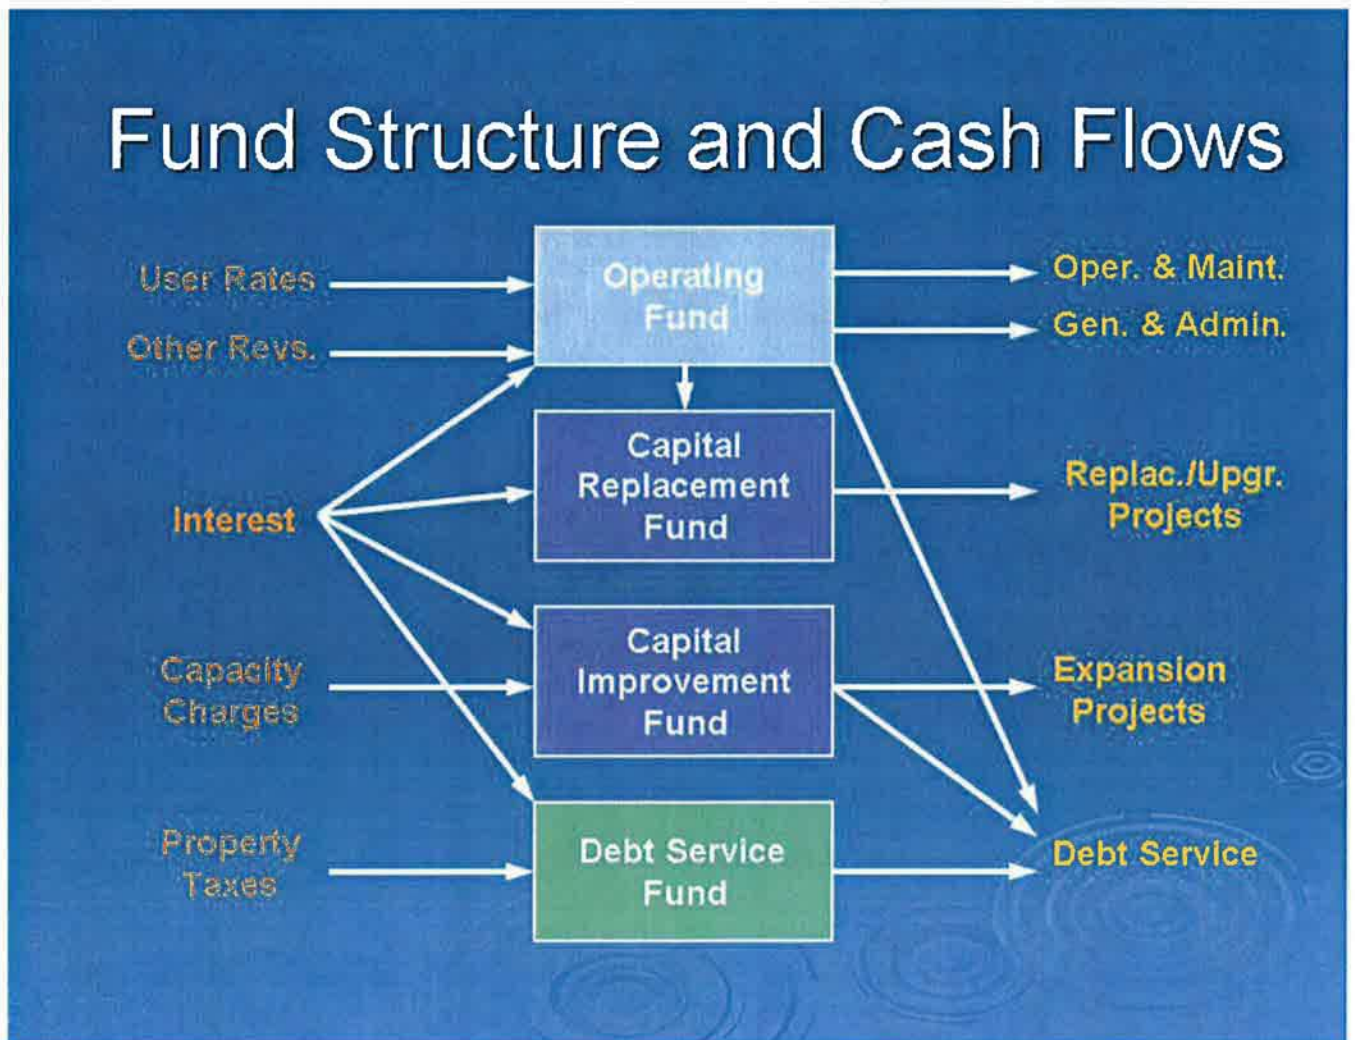 Fund Structure and Cash Flows
User Rates
Other Revs.
Interest
Capacity
Charges
Property
Taxes
Operating
Fund
Capital
Replacement
Fund
Capital
Improvement
Fund
Debt Service
Fund
Oper. & Maint.
Gen. & Admin.
Replac./Upgr.
Projects
Expansion
Projects
Debt Service